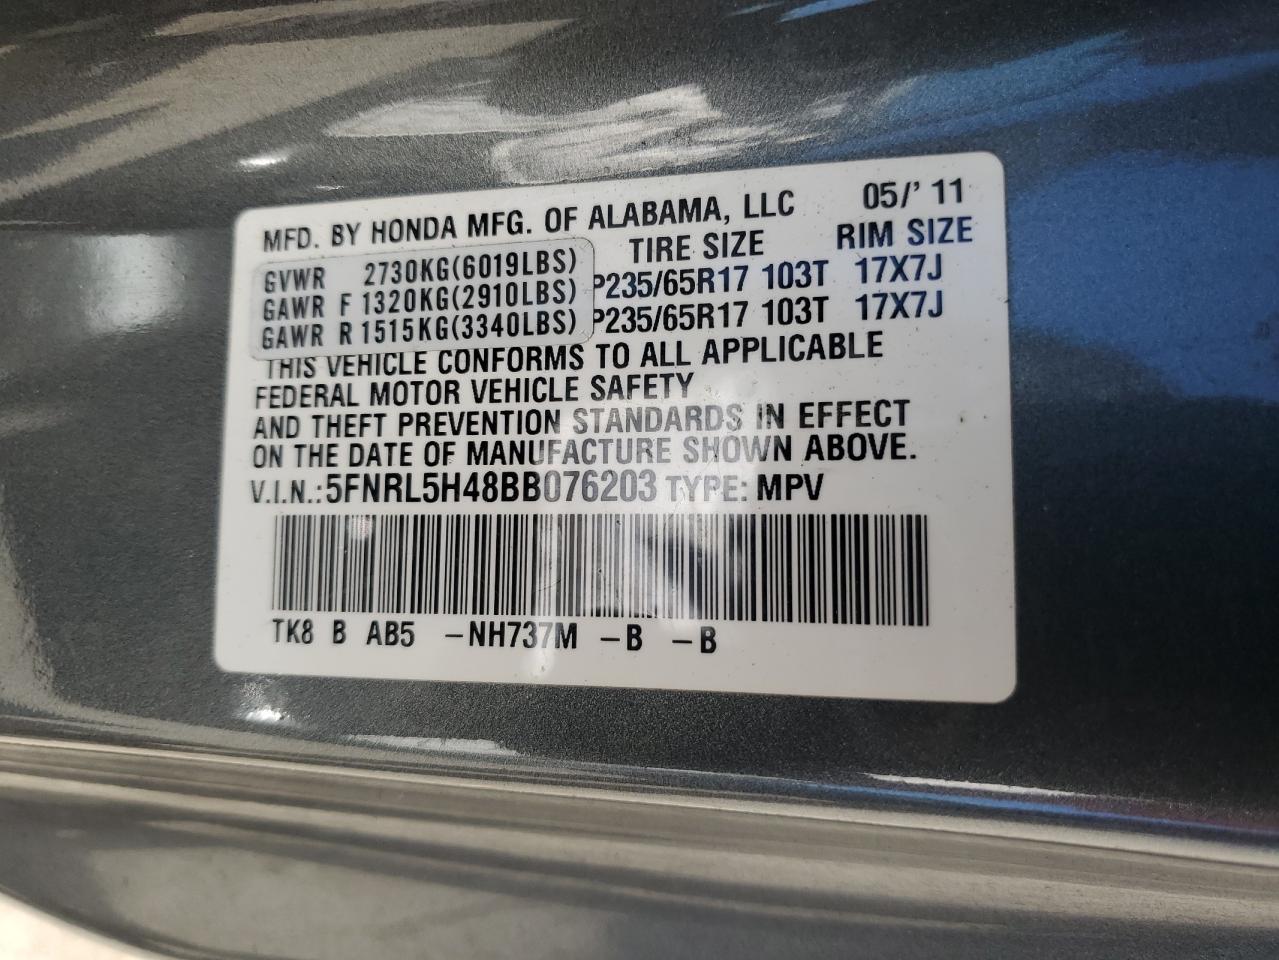 MFD. BY HONDA MFG. OF ALABAMA, LLC 05/' 11
TIRE SIZE RIM SIZE
GVWR 2730KG(6019LBS)
GAWR F 1320KG(2910LBS) P235/65R17 103T 17X7J
GAWR R 1515KG(3340LBS) P235/65R17 103T 17X7J
THIS VEHICLE CONFORMS TO ALL APPLICABLE
FEDERAL MOTOR VEHICLE SAFETY
AND THEFT PREVENTION STANDARDS IN EFFECT
ON THE DATE OF MANUFACTURE SHOWN ABOVE.
V.I.N.: 5FNRL5H48BB076203 TYPE: MPV
TK8 B AB5 -NH737M -B -B